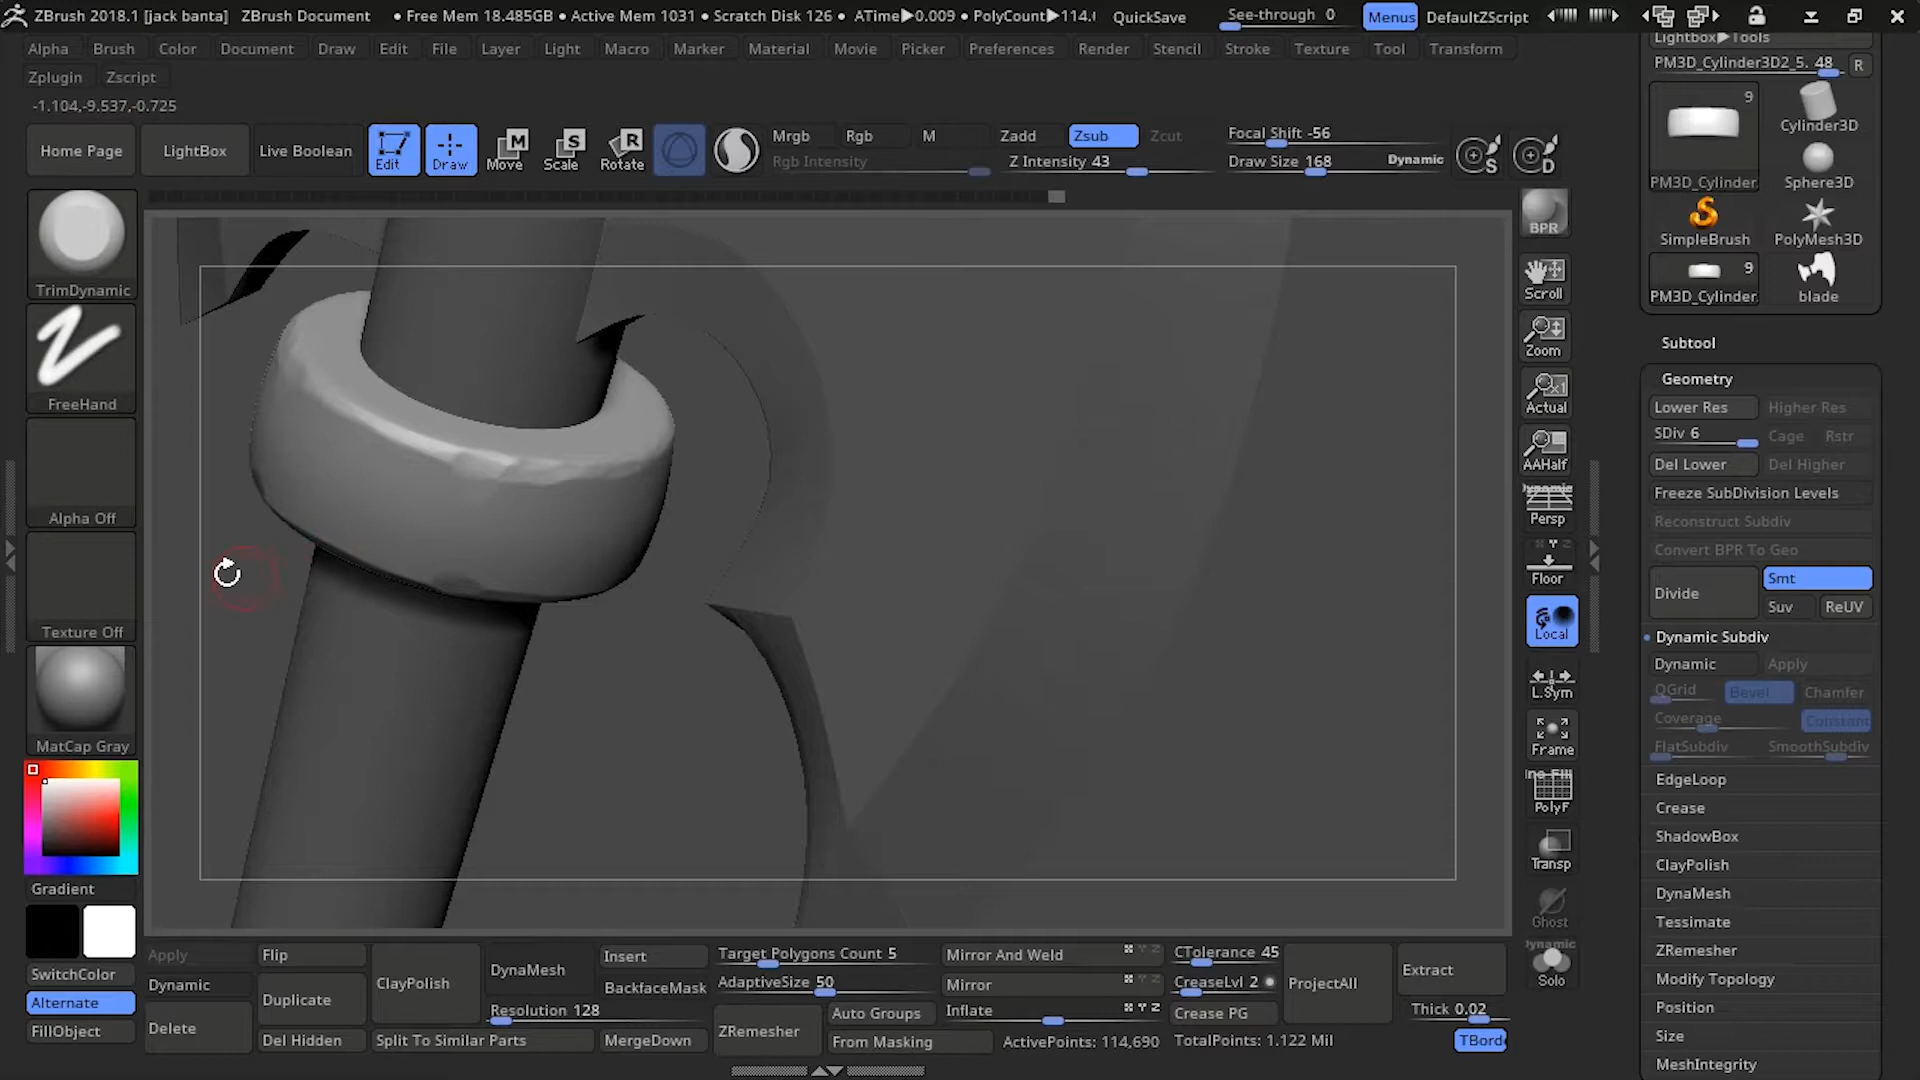 ZBrush 2018.1 [jack banta] ZBrush Document • Free Mem 18.485GB • Active Mem 1031 • Scratch Disk 126 • ATime▶0.009 • PolyCount▶114. QuickSave See-through 0 Menus DefaultZScript
Alpha Brush Color Document Draw Edit File Layer Light Macro Marker Material Movie Picker Preferences Render Stencil Stroke Texture Tool Transform
Zplugin Zscript
-1.104,-9.537,-0.725
Home Page LightBox Live Boolean Edit Draw Move Scale Rotate
Mrgb Rgb M Zadd Zsub Zcut Focal Shift -56
Rgb Intensity Z Intensity 43 Draw Size 168 Dynamic S D
TrimDynamic
FreeHand
Alpha Off
Texture Off
MatCap Gray
Gradient
SwitchColor
Alternate
FillObject
BPR
Scroll
Zoom
Actual
AAHalf
Dynamic
Persp
Floor
Local
L.Sym
Frame
PolyF
Transp
Ghost
Dynamic
Solo
Lightbox▶Tools
PM3D_Cylinder3D2_5. 48 R
9
PM3D_Cylinder Cylinder3D
Sphere3D
SimpleBrush PolyMesh3D
9
PM3D_Cylinder blade
Subtool
Geometry
Lower Res Higher Res
SDiv 6 Cage Rstr
Del Lower Del Higher
Freeze SubDivision Levels
Reconstruct Subdiv
Convert BPR To Geo
Divide Smt
Suv ReUV
Dynamic Subdiv
Dynamic Apply
QGrid Bevel Chamfer
Coverage Constant
FlatSubdiv SmoothSubdiv
EdgeLoop
Crease
ShadowBox
ClayPolish
DynaMesh
Tessimate
ZRemesher
Modify Topology
Position
Size
MeshIntegrity
Apply Flip ClayPolish DynaMesh Insert Target Polygons Count 5 Mirror And Weld CTolerance 45 ProjectAll Extract
Dynamic Duplicate BackfaceMask AdaptiveSize 50 Mirror CreaseLvl 2
Delete Resolution 128 ZRemesher Auto Groups Inflate Crease PG Thick 0.02
Del Hidden Split To Similar Parts MergeDown From Masking ActivePoints: 114,690 TotalPoints: 1.122 Mil TBord